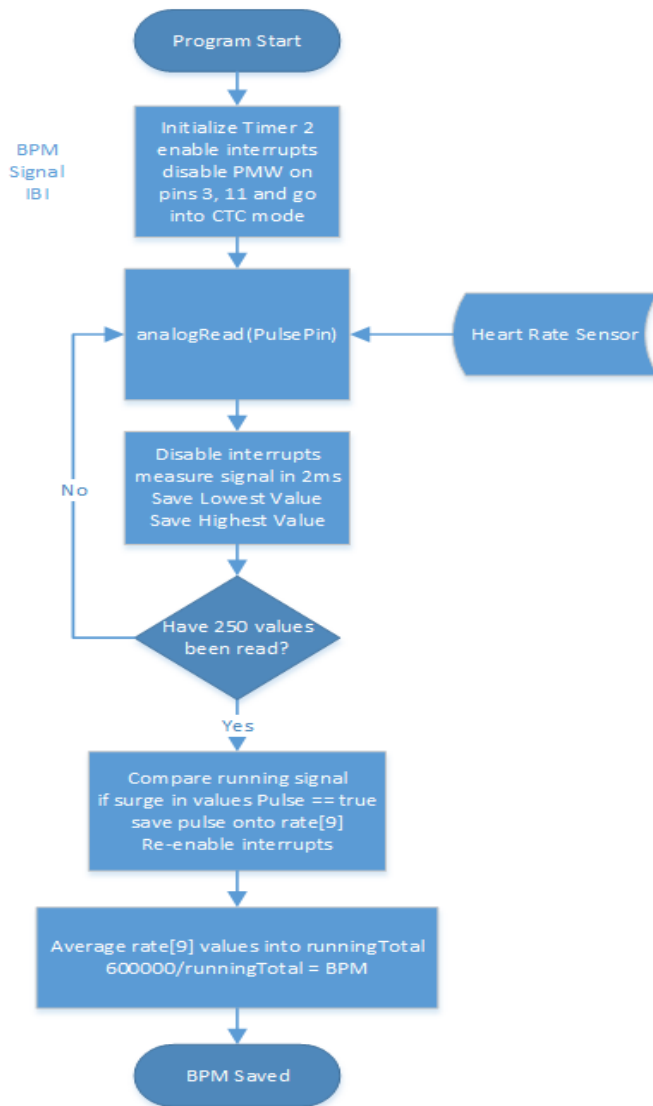 Program Start
BPM
Signal
IBI
Initialize Timer 2
enable interrupts
disable PMW on
pins 3, 11 and go
into CTC mode
analogRead(PulsePin)
Heart Rate Sensor
Disable interrupts
measure signal in 2ms
Save Lowest Value
Save Highest Value
No
Have 250 values
been read?
Yes
Compare running signal
if surge in values Pulse == true
save pulse onto rate[9]
Re-enable interrupts
Average rate[9] values into runningTotal
600000/runningTotal = BPM
BPM Saved